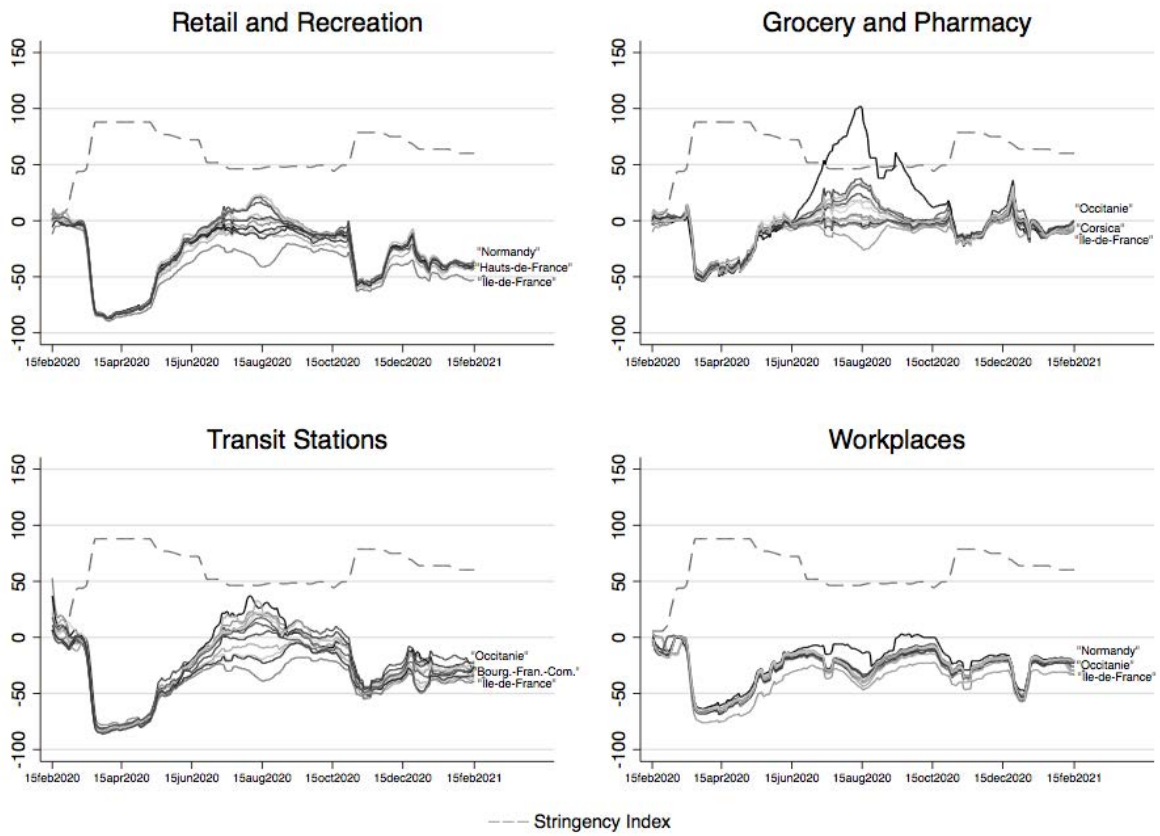 Retail and Recreation
150
100
50
0
-50
-100
"Normandy"
"Hauts-de-France"
"Île-de-France"
15feb2020 15apr2020 15jun2020 15aug2020 15oct2020 15dec2020 15feb2021
Grocery and Pharmacy
150
100
50
0
-50
-100
"Occitanie"
"Corsica"
"Île-de-France"
15feb2020 15apr2020 15jun2020 15aug2020 15oct2020 15dec2020 15feb2021
Transit Stations
150
100
50
0
-50
-100
"Occitanie"
"Bourg.-Fran.-Com."
"Île-de-France"
15feb2020 15apr2020 15jun2020 15aug2020 15oct2020 15dec2020 15feb2021
Workplaces
150
100
50
0
-50
-100
"Normandy"
"Occitanie"
"Île-de-France"
15feb2020 15apr2020 15jun2020 15aug2020 15oct2020 15dec2020 15feb2021
Stringency Index